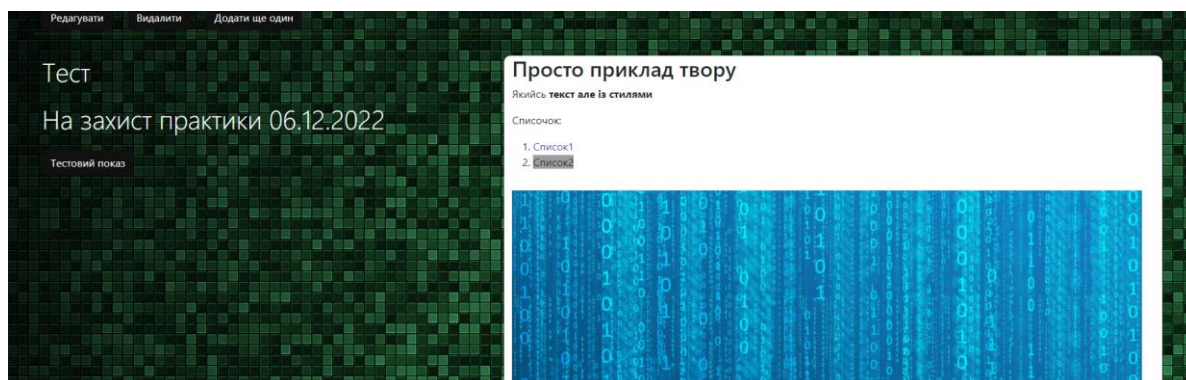 Редагувати Видалити Додати ще один
Тест
На захист практики 06.12.2022
Тестовий показ
Просто приклад твору
Якийсь текст але із стилями
Списочок:
1. Список1
2. Список2